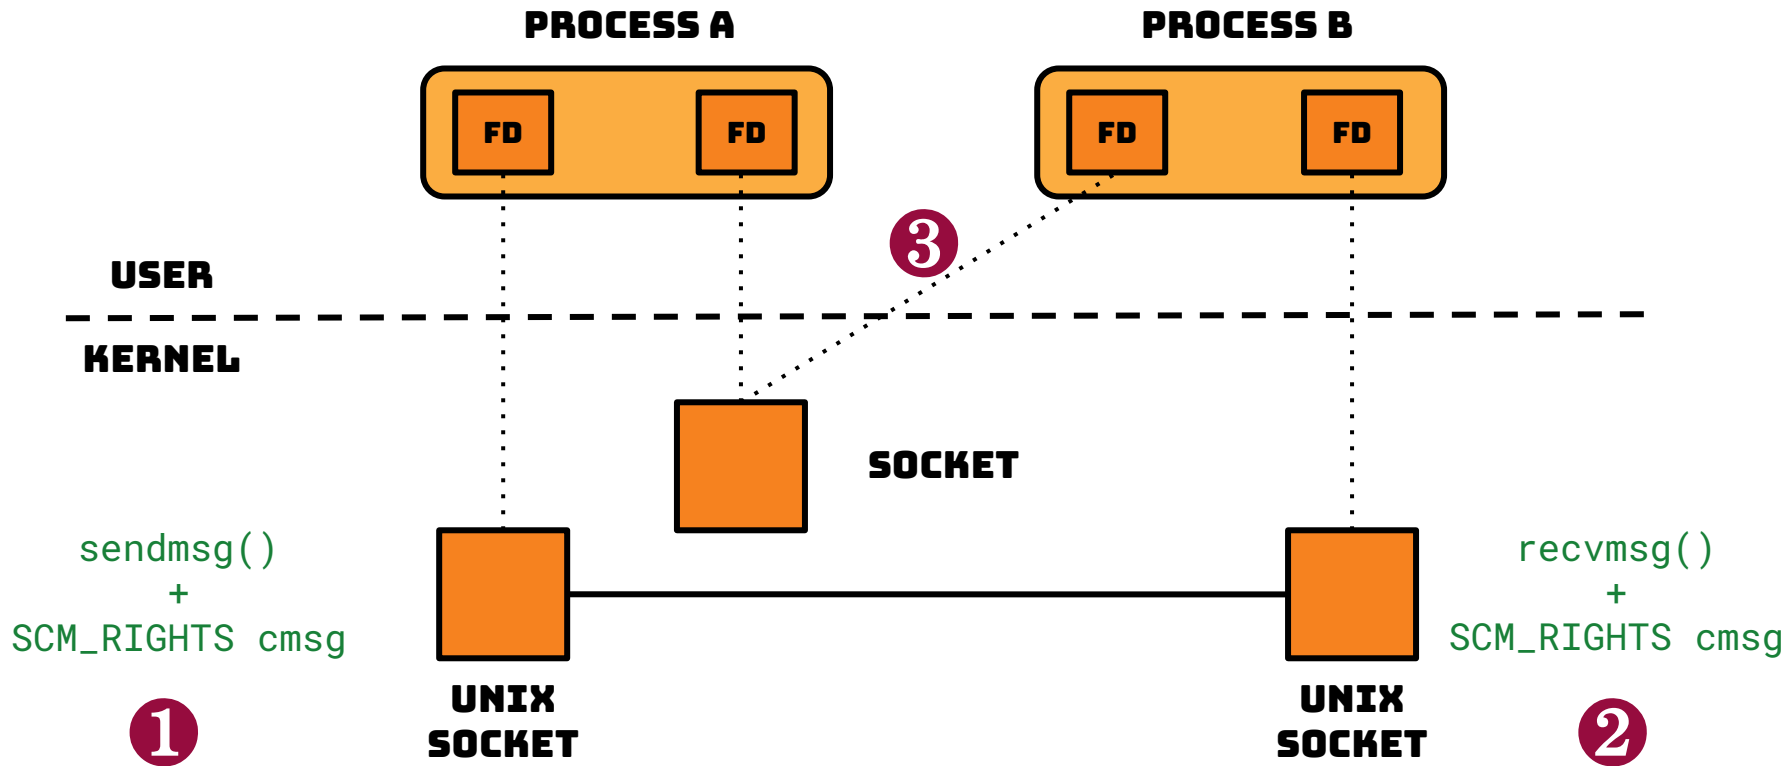 PROCESS A
PROCESS B
FD
FD
FD
FD
3
USER
KERNEL
SOCKET
sendmsg()
+
SCM_RIGHTS cmsg
recvmsg()
+
SCM_RIGHTS cmsg
UNIX
SOCKET
UNIX
SOCKET
1
2